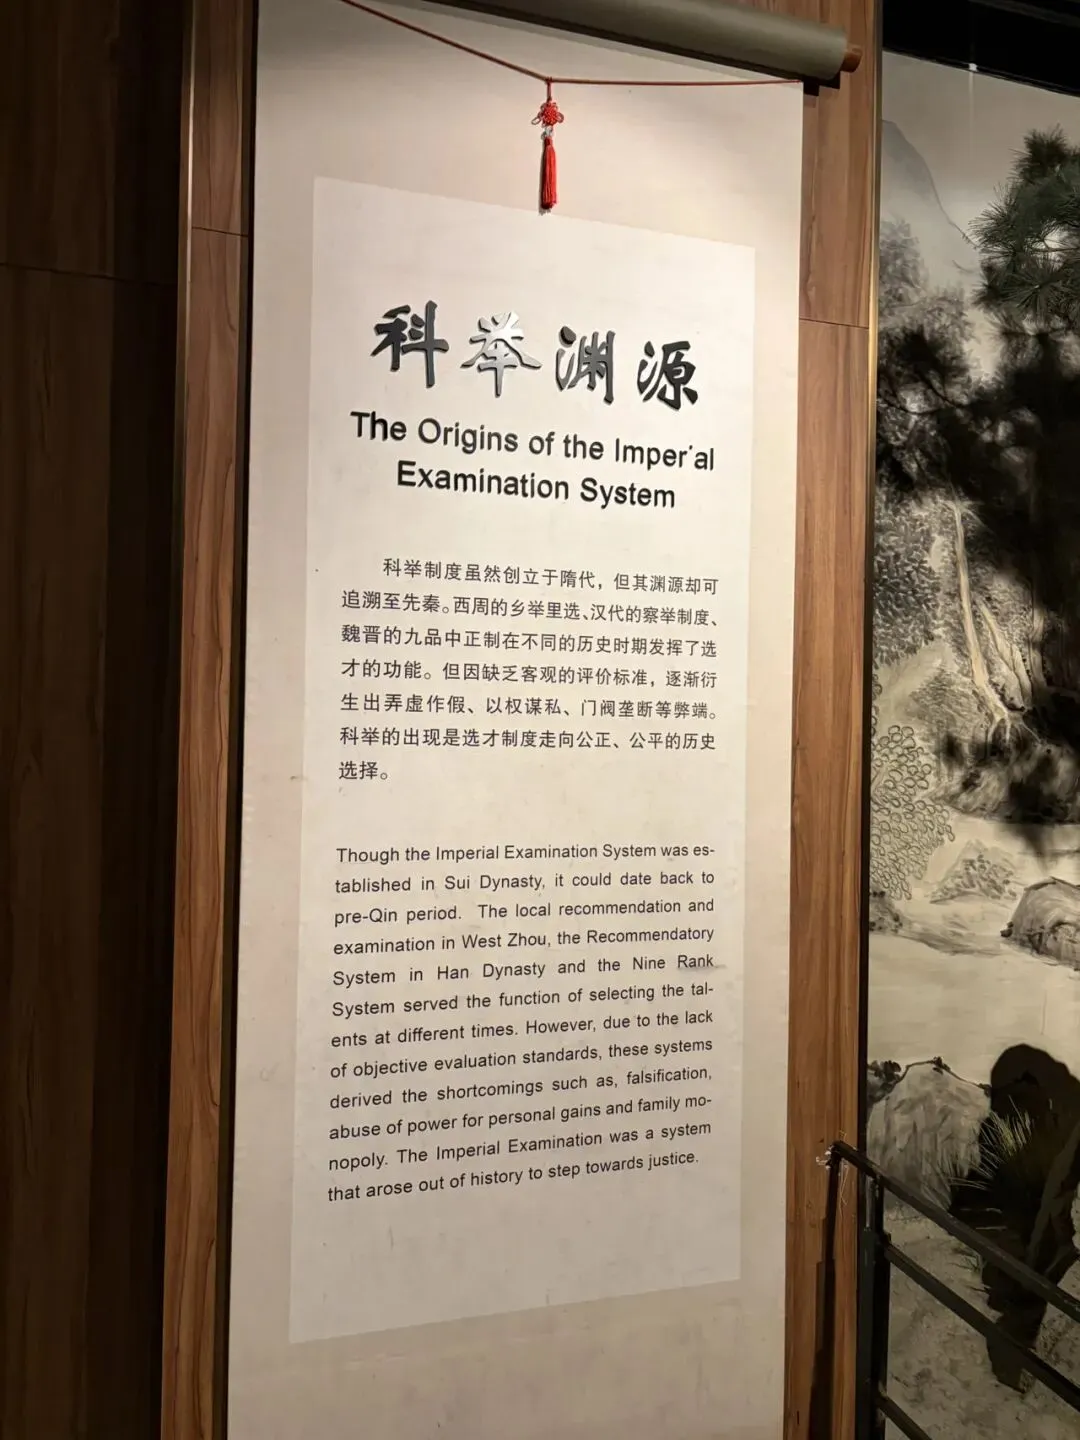 科举渊源
The Origins of the Imper'al
Examination System
科举制度虽然创立于隋代，但其渊源却可
追溯至先秦。西周的乡举里选、汉代的察举制度、
魏晋的九品中正制在不同的历史时期发挥了选
才的功能。但因缺乏客观的评价标准，逐渐衍
生出弄虚作假、以权谋私、门阀垄断等弊端。
科举的出现是选才制度走向公正、公平的历史
选择。
Though the Imperial Examination System was es-
tablished in Sui Dynasty, it could date back to
pre-Qin period. The local recommendation and
examination in West Zhou, the Recommendatory
System in Han Dynasty and the Nine Rank
System served the function of selecting the tal-
ents at different times. However, due to the lack
of objective evaluation standards, these systems
derived the shortcomings such as, falsification,
abuse of power for personal gains and family mo-
nopoly. The Imperial Examination was a system
that arose out of history to step towards justice.